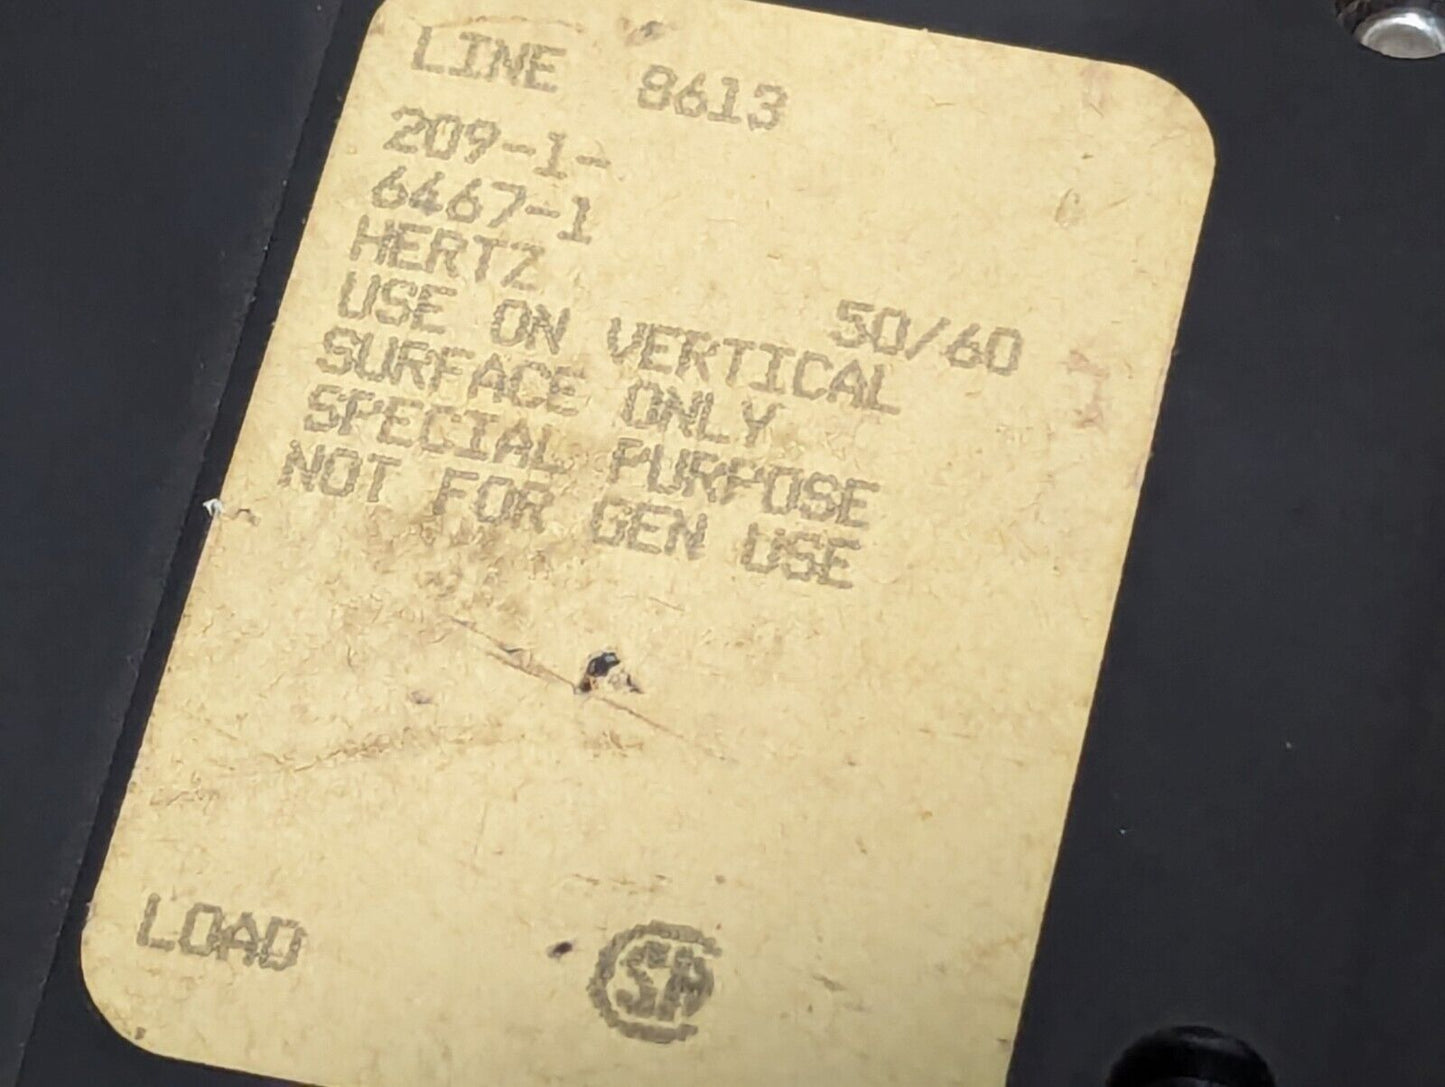 LINE 8613
209-1-
6467-1
HERTZ 50/60
USE ON VERTICAL
SURFACE ONLY
SPECIAL PURPOSE
NOT FOR GEN USE
LOAD